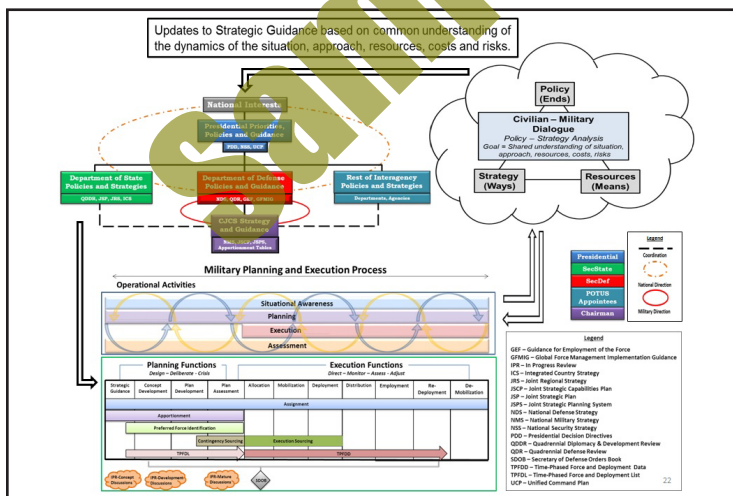 Updates to Strategic Guidance based on common understanding of
the dynamics of the situation, approach, resources, costs and risks.
National Interests
Presidential Priorities,
Policies and Guidance
PDD, NSS, UCP
Department of State
Policies and Strategies
QDDR, JSP, JRS, ICS
Department of Defense
Policies and Guidance
NDS, QDR, GEF, GFMIG
Rest of Interagency
Policies and Strategies
Departments, Agencies
CJCS Strategy
and Guidance
NMS, JSCP, JSPS,
Apportionment Tables
Policy
(Ends)
Civilian – Military
Dialogue
Policy – Strategy Analysis
Goal = Shared understanding of situation,
approach, resources, costs, risks
Strategy
(Ways)
Resources
(Means)
Military Planning and Execution Process
Operational Activities
Situational Awareness
Planning
Execution
Assessment
Presidential
SecState
SecDef
POTUS
Appointees
Chairman
Legend
Coordination
National Direction
Military Direction
Planning Functions
Design – Deliberate - Crisis
Execution Functions
Direct – Monitor – Assess - Adjust
Strategic
Guidance
Concept
Development
Plan
Development
Plan
Assessment
Allocation
Mobilization
Deployment
Distribution
Employment
Re-
Deployment
De-
Mobilization
Assignment
Apportionment
Preferred Force Identification
Contingency Sourcing
Execution Sourcing
TPFDL
TPFDD
IPR-Concept
Discussions
IPR-Development
Discussions
IPR-Mature
Discussions
SDOB
Legend
GEF – Guidance for Employment of the Force
GFMIG – Global Force Management Implementation Guidance
IPR – In Progress Review
ICS – Integrated Country Strategy
JRS – Joint Regional Strategy
JSCP – Joint Strategic Capabilities Plan
JSP – Joint Strategic Plan
JSPS – Joint Strategic Planning System
NDS – National Defense Strategy
NMS – National Military Strategy
NSS – National Security Strategy
PDD – Presidential Decision Directives
QDDR – Quadrennial Diplomacy & Development Review
QDR – Quadrennial Defense Review
SDOB – Secretary of Defense Orders Book
TPFDD – Time-Phased Force and Deployment Data
TPFDL – Time-Phased Force and Deployment List
UCP – Unified Command Plan
22